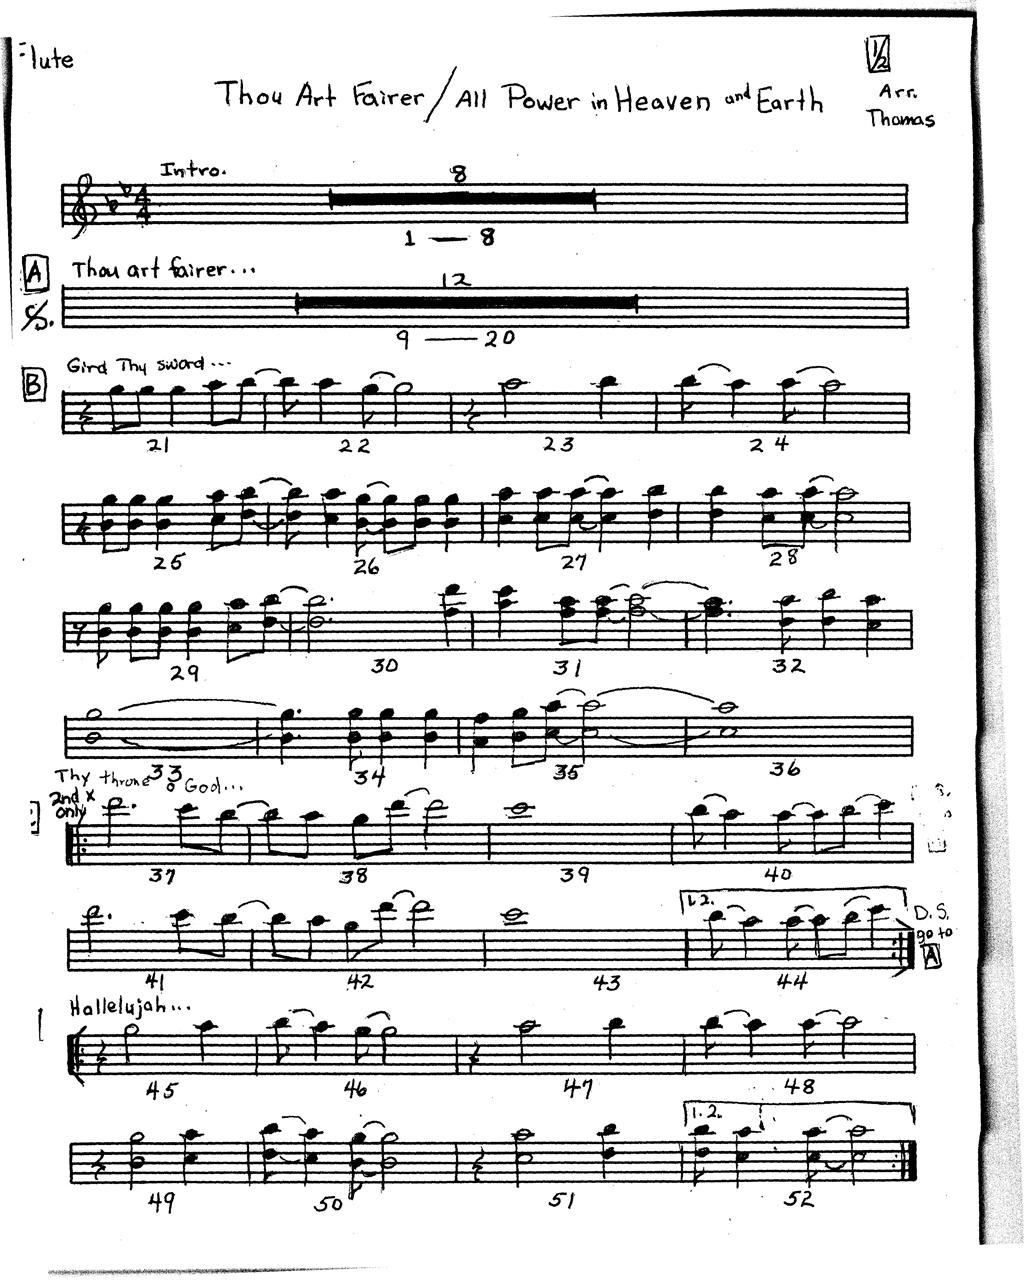 lute
1/2
Thou Art Fairer/All Power in Heaven and Earth
Arr.
Thomas
Intro.
8
1 — 8
A Thou art fairer...
12
9 — 20
B Gird Thy sword...
21 22 23 24
25 26 27 28
29 30 31 32
33 34 35 36
Thy throne o God...
2nd x
only
37 38 39 40
1. 2.
D.S.
go to
A
41 42 43 44
Hallelujah...
45 46 47 48
1. 2.
49 50 51 52